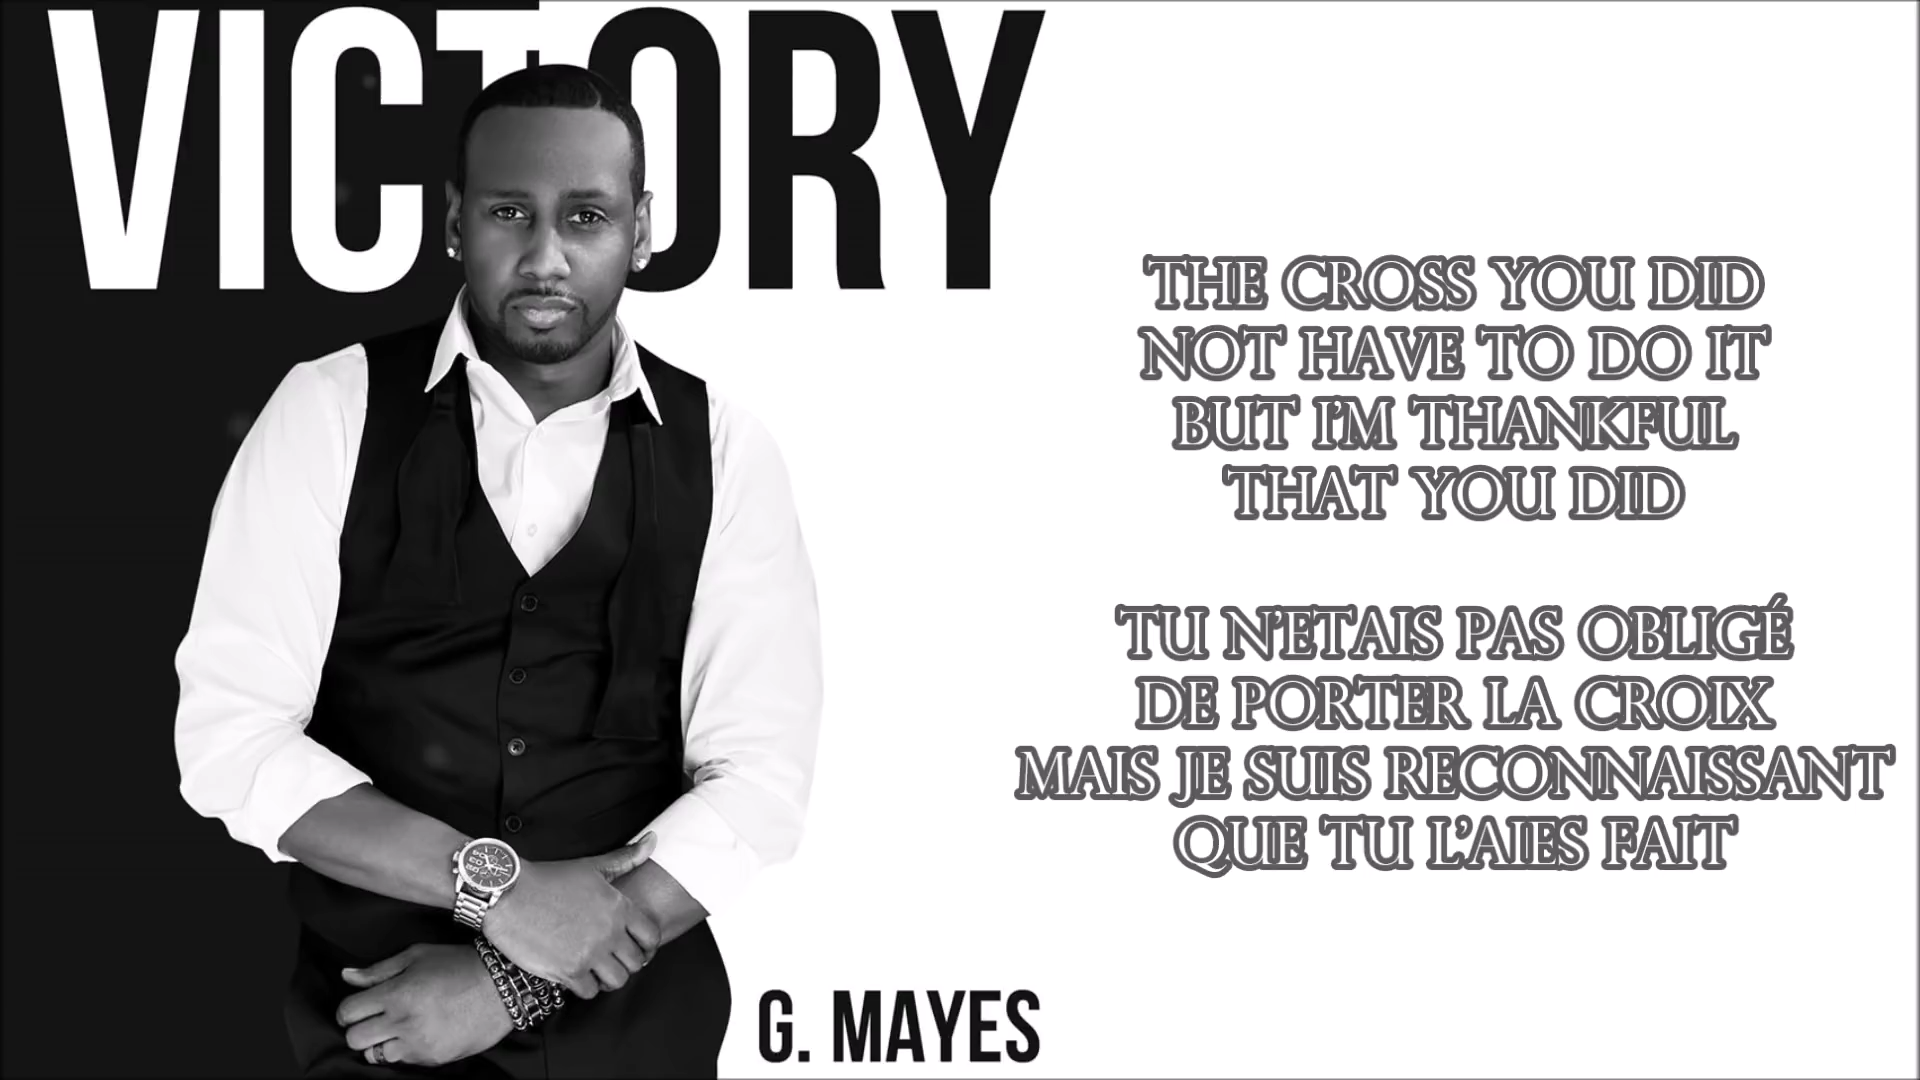 VICTORY
THE CROSS YOU DID
NOT HAVE TO DO IT
BUT I'M THANKFUL
THAT YOU DID
TU N'ETAIS PAS OBLIGÉ
DE PORTER LA CROIX
MAIS JE SUIS RECONNAISSANT
QUE TU L'AIES FAIT
G. MAYES